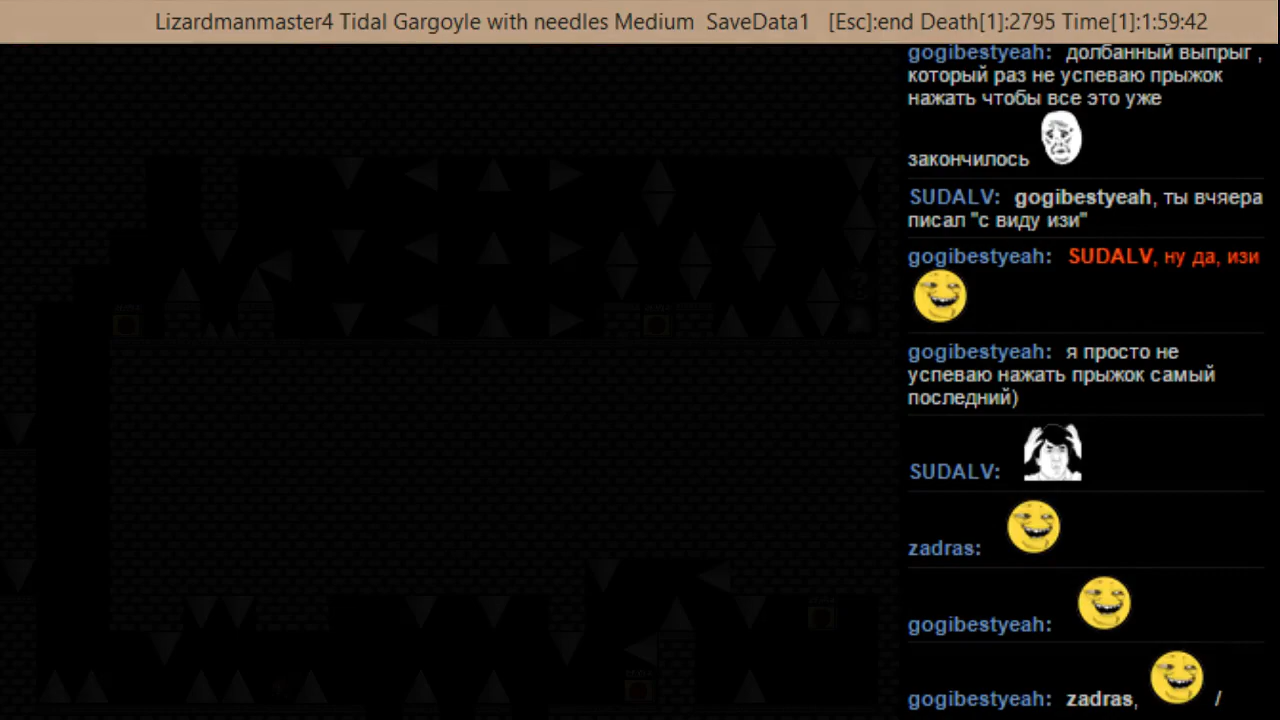 Lizardmanmaster4 Tidal Gargoyle with needles Medium SaveData1 [Esc]:end Death[1]:2795 Time[1]:1:59:42
gogibestyeah: долбанный выпрыг ,
который раз не успеваю прыжок
нажать чтобы все это уже
закончилось
SUDALV: gogibestyeah, ты вчяера
писал "с виду изи"
gogibestyeah: SUDALV, ну да, изи
gogibestyeah: я просто не
успеваю нажать прыжок самый
последний)
SUDALV:
zadras:
gogibestyeah:
gogibestyeah: zadras, /